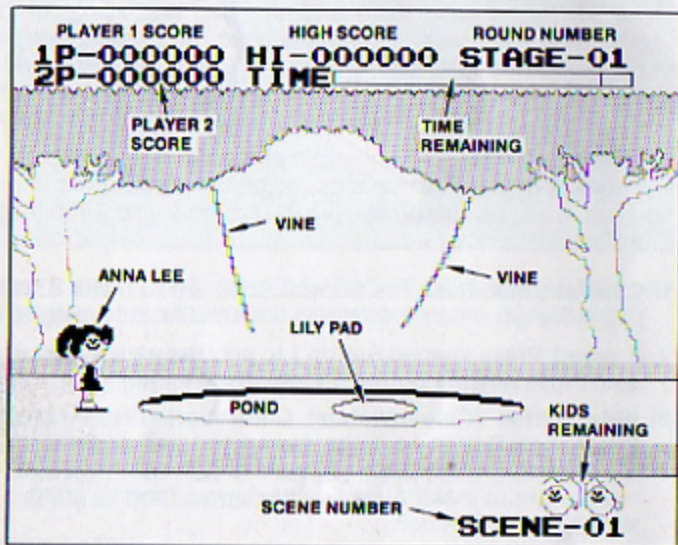 PLAYER 1 SCORE HIGH SCORE ROUND NUMBER
1P-000000 HI-000000 STAGE-01
2P-000000 TIME
PLAYER 2
SCORE
TIME
REMAINING
VINE
VINE
ANNA LEE
LILY PAD
POND
KIDS
REMAINING
SCENE NUMBER
SCENE-01